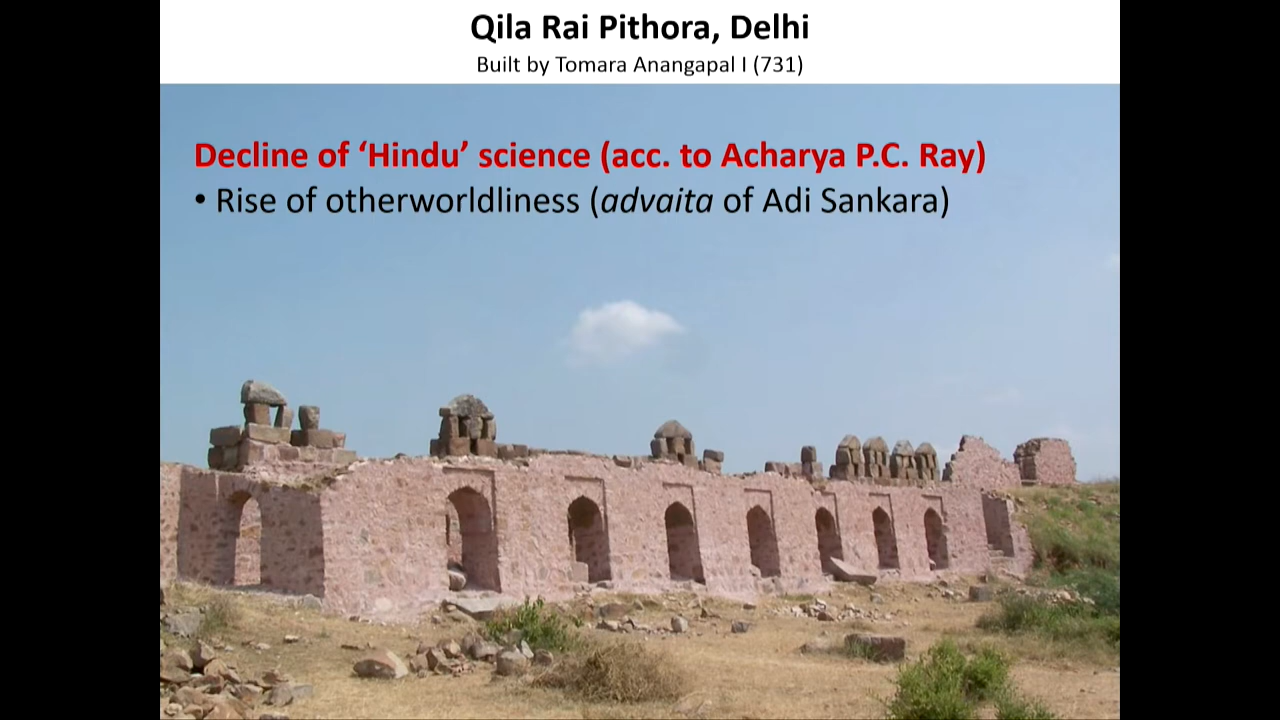 Qila Rai Pithora, Delhi
Built by Tomara Anangapal I (731)
Decline of ‘Hindu’ science (acc. to Acharya P.C. Ray)
• Rise of otherworldliness (advaita of Adi Sankara)